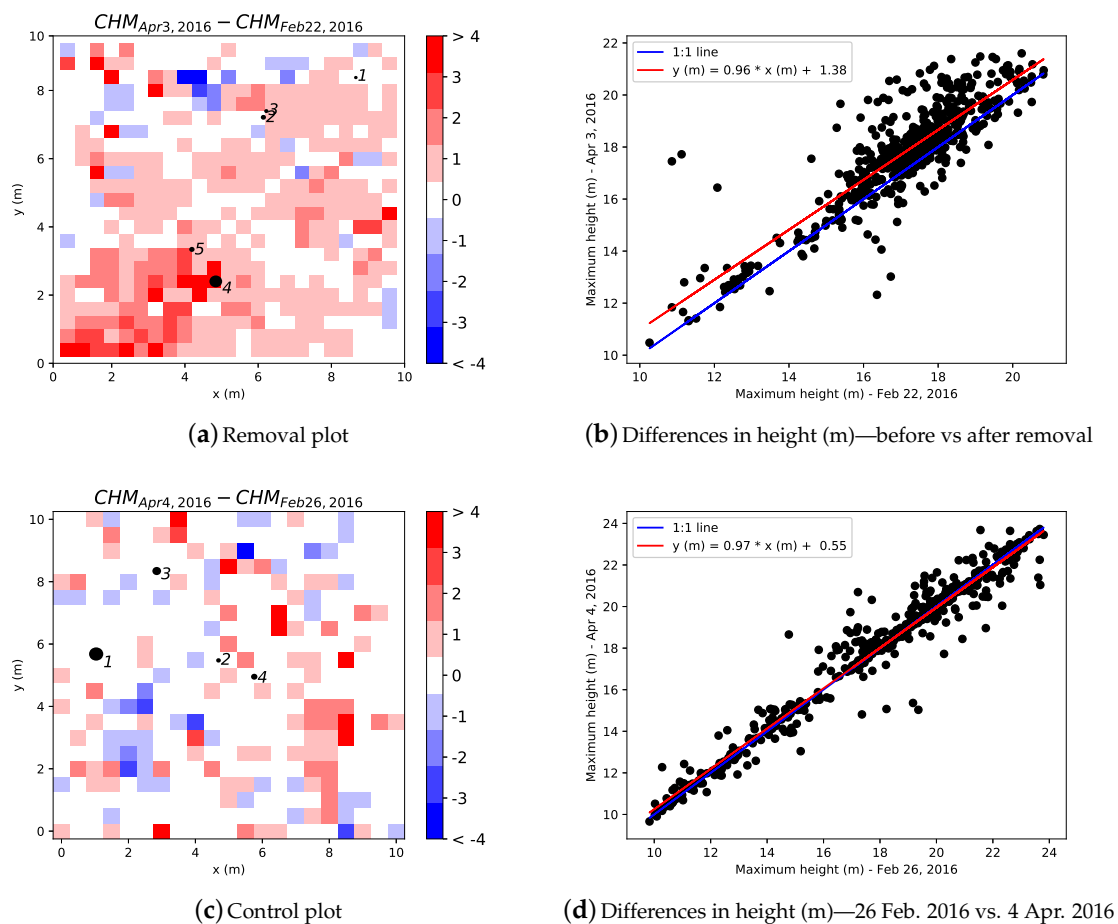 CHM_Apr3, 2016 − CHM_Feb22, 2016
10
8
6
4
2
0
y (m)
1
3
2
5
4
0 2 4 6 8 10
x (m)
> 4
3
2
1
0
-1
-2
-3
< -4
(a) Removal plot
1:1 line
y (m) = 0.96 * x (m) + 1.38
22
20
18
16
14
12
10
Maximum height (m) - Apr 3, 2016
10 12 14 16 18 20
Maximum height (m) - Feb 22, 2016
(b) Differences in height (m)—before vs after removal
CHM_Apr4, 2016 − CHM_Feb26, 2016
10
8
6
4
2
0
y (m)
3
1
2
4
0 2 4 6 8 10
x (m)
> 4
3
2
1
0
-1
-2
-3
< -4
(c) Control plot
1:1 line
y (m) = 0.97 * x (m) + 0.55
24
22
20
18
16
14
12
10
Maximum height (m) - Apr 4, 2016
10 12 14 16 18 20 22 24
Maximum height (m) - Feb 26, 2016
(d) Differences in height (m)—26 Feb. 2016 vs. 4 Apr. 2016